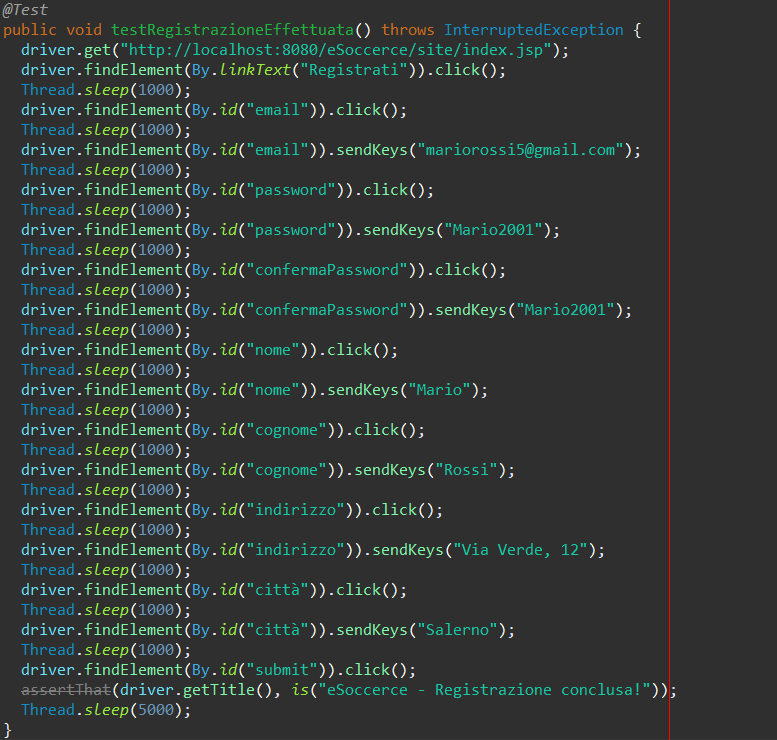 @Test
public void testRegistrazioneEffettuata() throws InterruptedException {
  driver.get("http://localhost:8080/eSoccerce/site/index.jsp");
  driver.findElement(By.linkText("Registrati")).click();
  Thread.sleep(1000);
  driver.findElement(By.id("email")).click();
  Thread.sleep(1000);
  driver.findElement(By.id("email")).sendKeys("mariorossi5@gmail.com");
  Thread.sleep(1000);
  driver.findElement(By.id("password")).click();
  Thread.sleep(1000);
  driver.findElement(By.id("password")).sendKeys("Mario2001");
  Thread.sleep(1000);
  driver.findElement(By.id("confermaPassword")).click();
  Thread.sleep(1000);
  driver.findElement(By.id("confermaPassword")).sendKeys("Mario2001");
  Thread.sleep(1000);
  driver.findElement(By.id("nome")).click();
  Thread.sleep(1000);
  driver.findElement(By.id("nome")).sendKeys("Mario");
  Thread.sleep(1000);
  driver.findElement(By.id("cognome")).click();
  Thread.sleep(1000);
  driver.findElement(By.id("cognome")).sendKeys("Rossi");
  Thread.sleep(1000);
  driver.findElement(By.id("indirizzo")).click();
  Thread.sleep(1000);
  driver.findElement(By.id("indirizzo")).sendKeys("Via Verde, 12");
  Thread.sleep(1000);
  driver.findElement(By.id("città")).click();
  Thread.sleep(1000);
  driver.findElement(By.id("città")).sendKeys("Salerno");
  Thread.sleep(1000);
  driver.findElement(By.id("submit")).click();
  assertThat(driver.getTitle(), is("eSoccerce - Registrazione conclusa!"));
  Thread.sleep(5000);
}